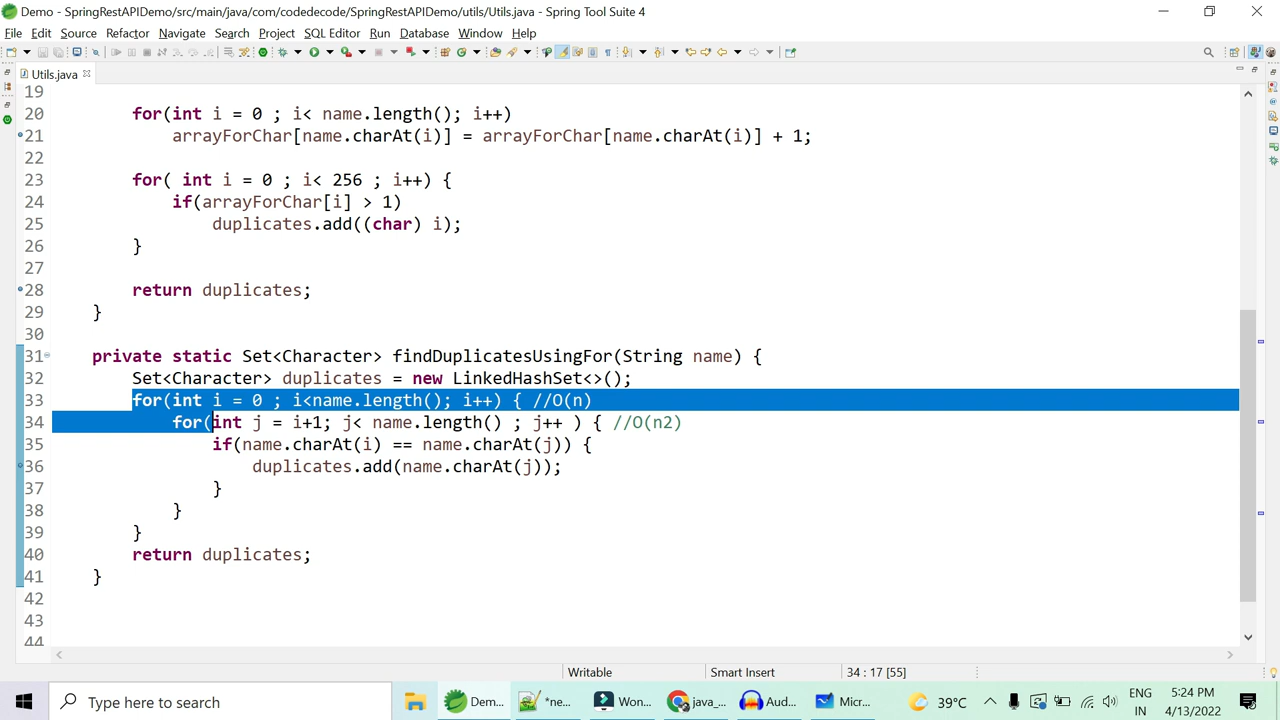 Demo - SpringRestAPIDemo/src/main/java/com/codedecode/SpringRestAPIDemo/utils/Utils.java - Spring Tool Suite 4
File Edit Source Refactor Navigate Search Project SQL Editor Run Database Window Help
Utils.java
19
20 for(int i = 0 ; i< name.length(); i++)
21 arrayForChar[name.charAt(i)] = arrayForChar[name.charAt(i)] + 1;
22
23 for( int i = 0 ; i< 256 ; i++) {
24 if(arrayForChar[i] > 1)
25 duplicates.add((char) i);
26 }
27
28 return duplicates;
29 }
30
31 private static Set<Character> findDuplicatesUsingFor(String name) {
32 Set<Character> duplicates = new LinkedHashSet<>();
33 for(int i = 0 ; i<name.length(); i++) { //O(n)
34 for(int j = i+1; j< name.length() ; j++ ) { //O(n2)
35 if(name.charAt(i) == name.charAt(j)) {
36 duplicates.add(name.charAt(j));
37 }
38 }
39 }
40 return duplicates;
41 }
42
43
44
Writable Smart Insert 34 : 17 [55]
Type here to search Dem... *ne... Won... java_... Aud... Micr... 39°C ENG IN 5:24 PM 4/13/2022